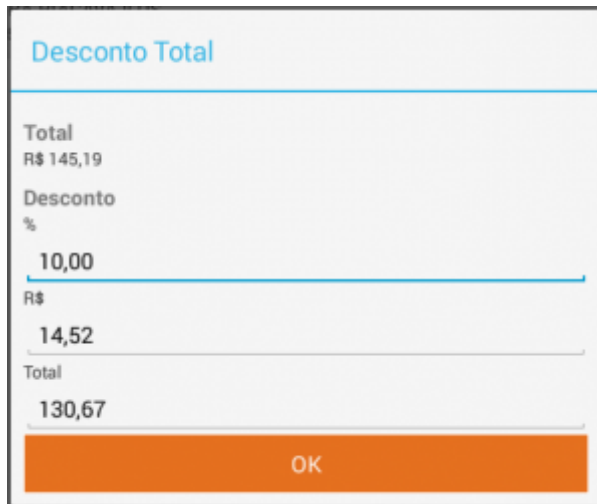 Desconto Total
Total
R$ 145,19
Desconto
%
10,00
R$
14,52
Total
130,67
OK